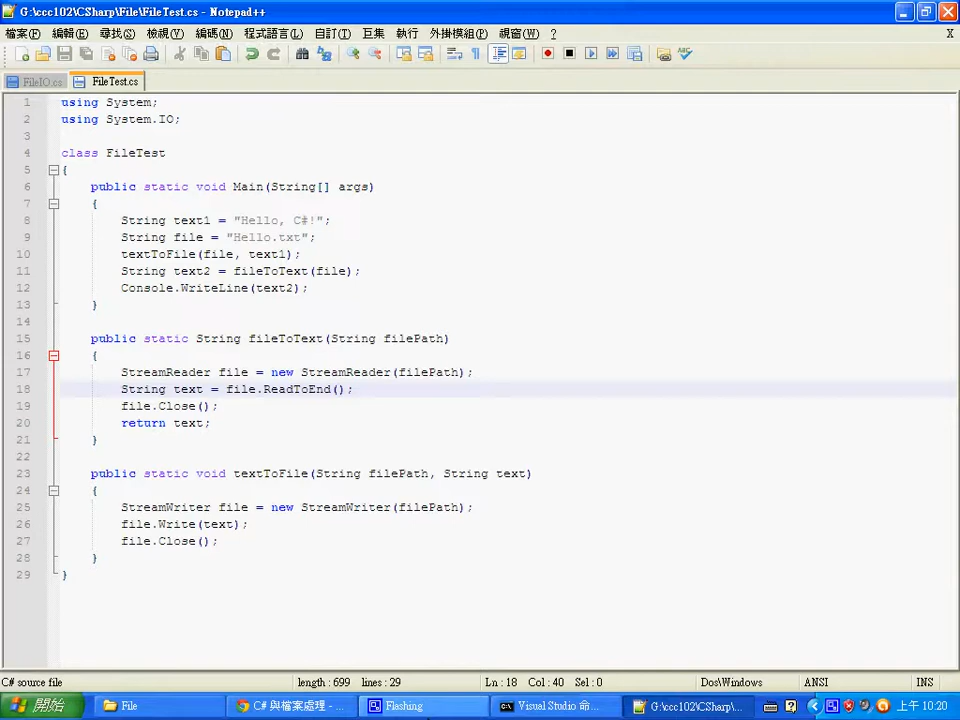 G:\ccc102\CSharp\File\FileTest.cs - Notepad++
檔案(F) 編輯(E) 尋找(S) 檢視(V) 編碼(N) 程式語言(L) 自訂(T) 巨集 執行 外掛模組(P) 視窗(W) ? X
FileIO.cs FileTest.cs
1 using System;
2 using System.IO;
3
4 class FileTest
5 {
6 public static void Main(String[] args)
7 {
8 String text1 = "Hello, C#!";
9 String file = "Hello.txt";
10 textToFile(file, text1);
11 String text2 = fileToText(file);
12 Console.WriteLine(text2);
13 }
14
15 public static String fileToText(String filePath)
16 {
17 StreamReader file = new StreamReader(filePath);
18 String text = file.ReadToEnd();
19 file.Close();
20 return text;
21 }
22
23 public static void textToFile(String filePath, String text)
24 {
25 StreamWriter file = new StreamWriter(filePath);
26 file.Write(text);
27 file.Close();
28 }
29 }
C# source file length : 699 lines : 29 Ln : 18 Col : 40 Sel : 0 Dos\Windows ANSI INS
開始 File C# 與檔案處理 - ... Flashing Visual Studio 命... G:\ccc102\CSharp\... 上午 10:20